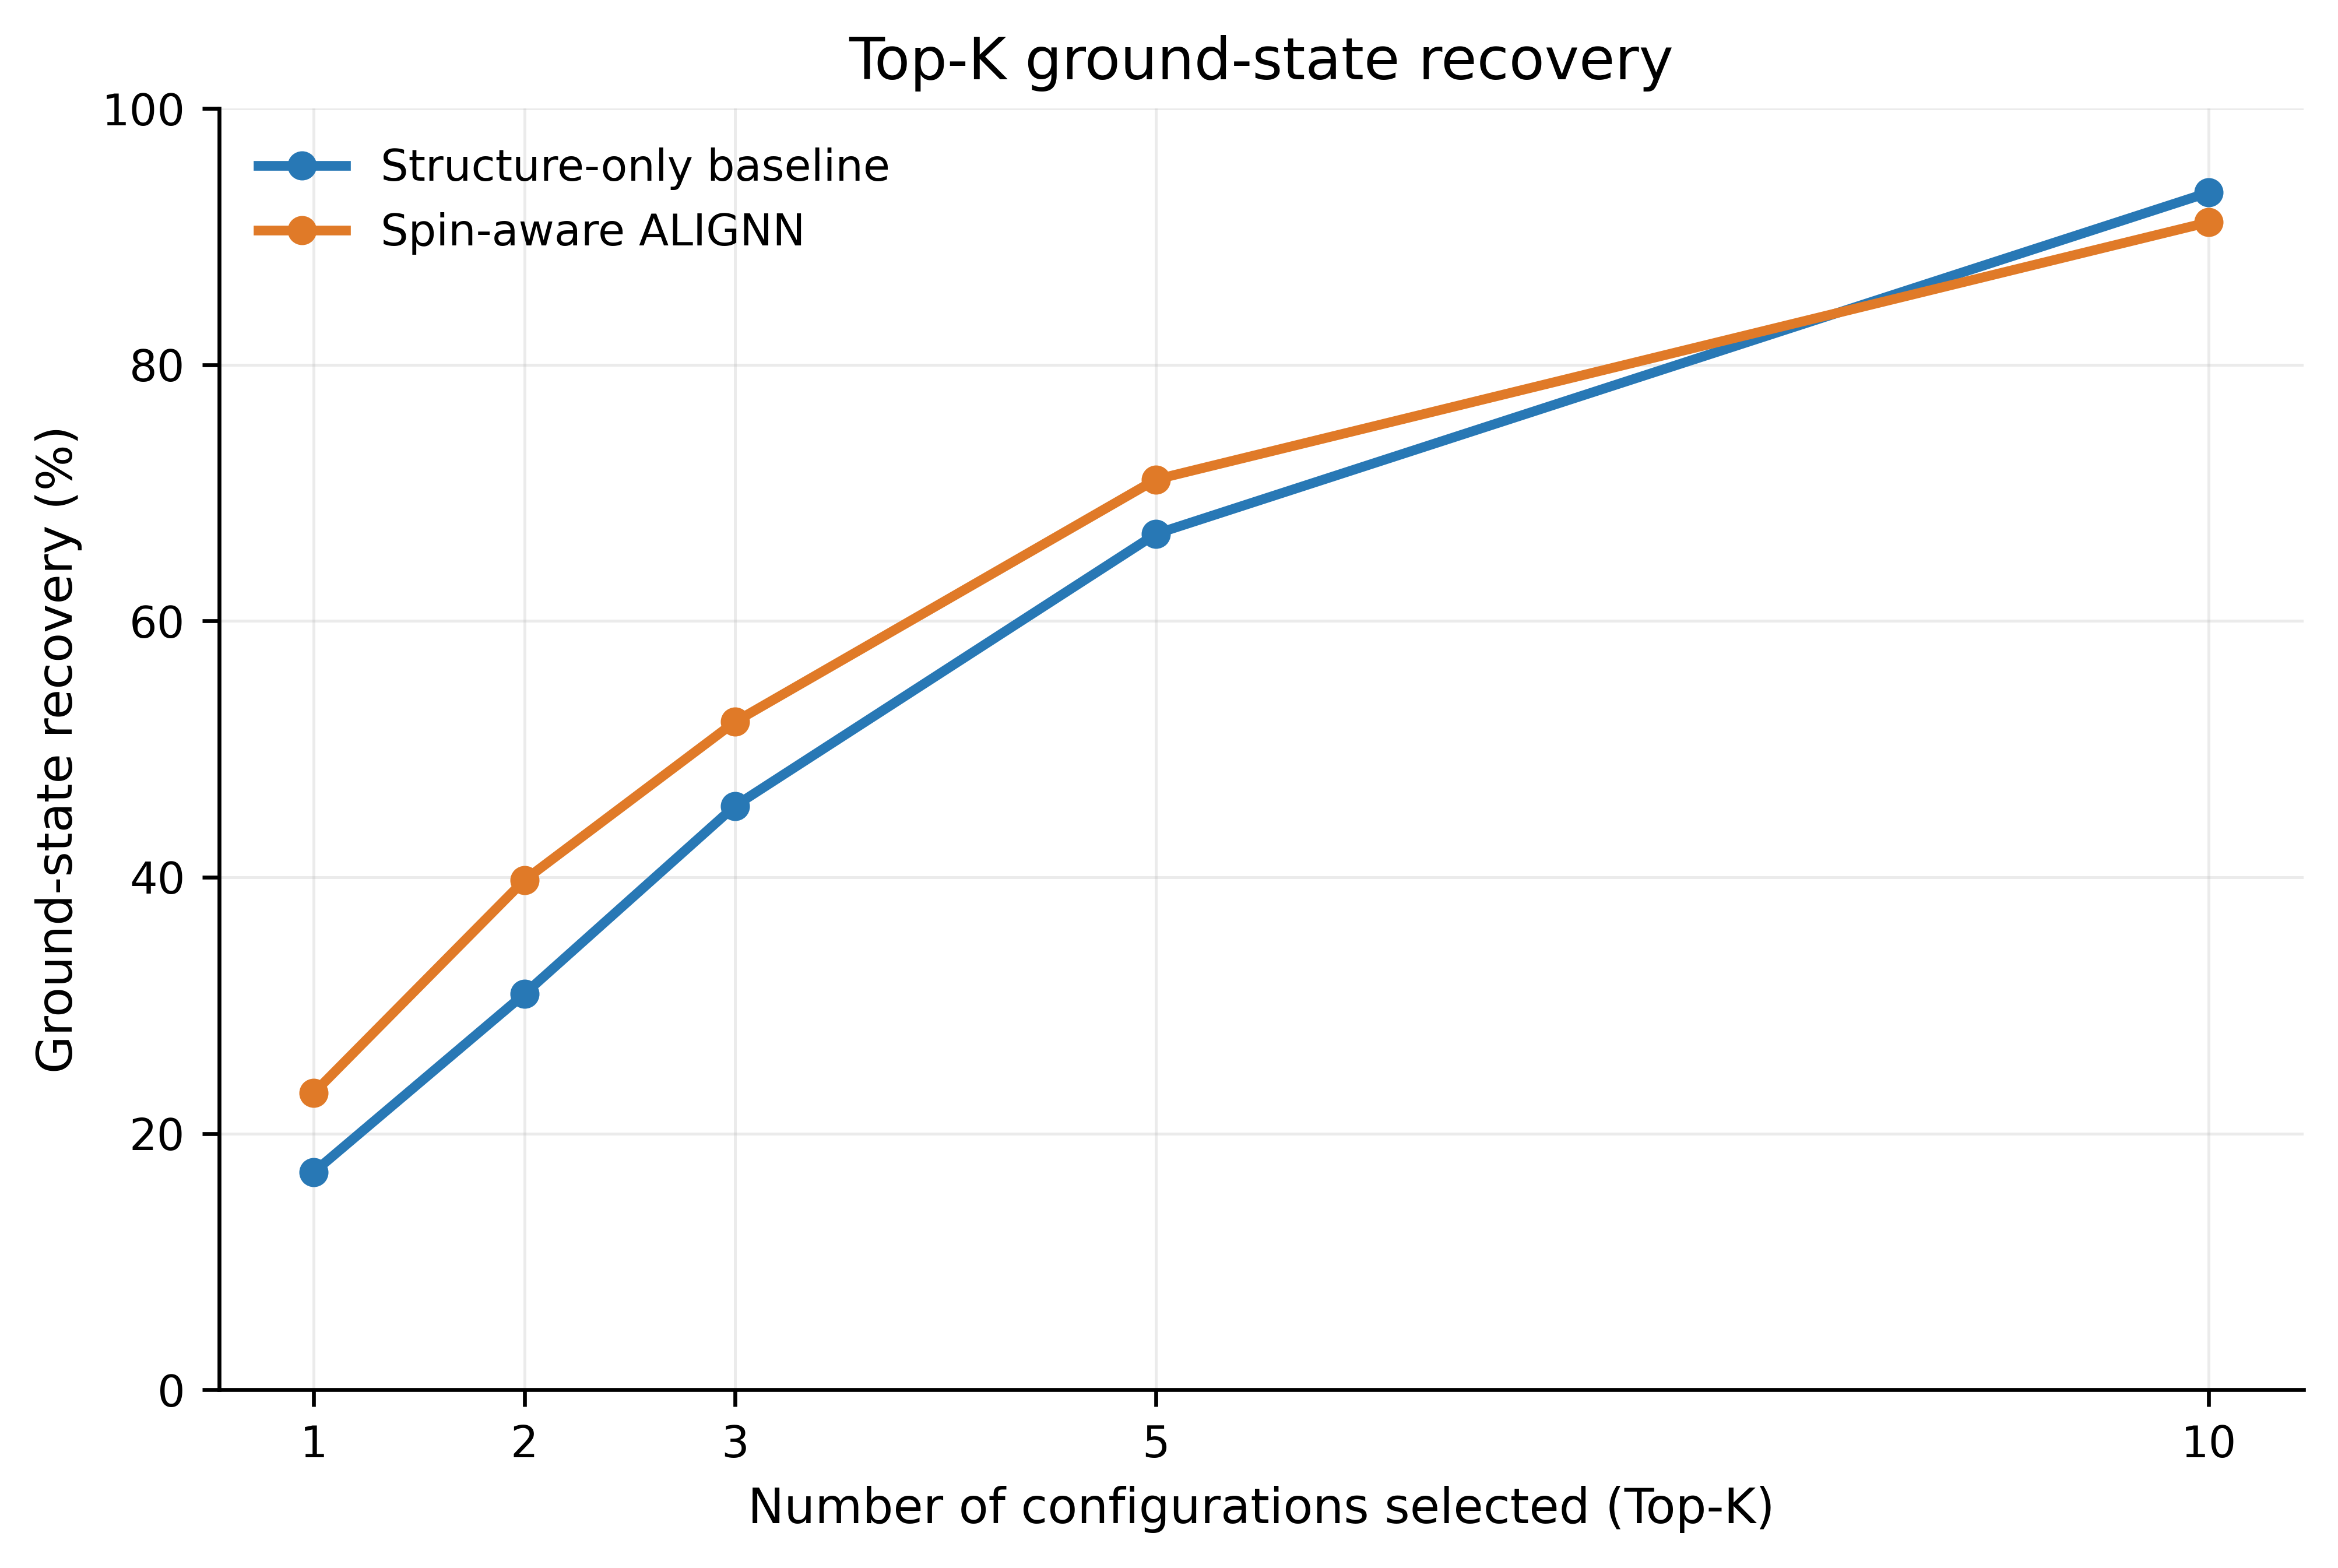 Top-K ground-state recovery
Structure-only baseline
Spin-aware ALIGNN
Ground-state recovery (%)
100
80
60
40
20
0
1 2 3 5 10
Number of configurations selected (Top-K)